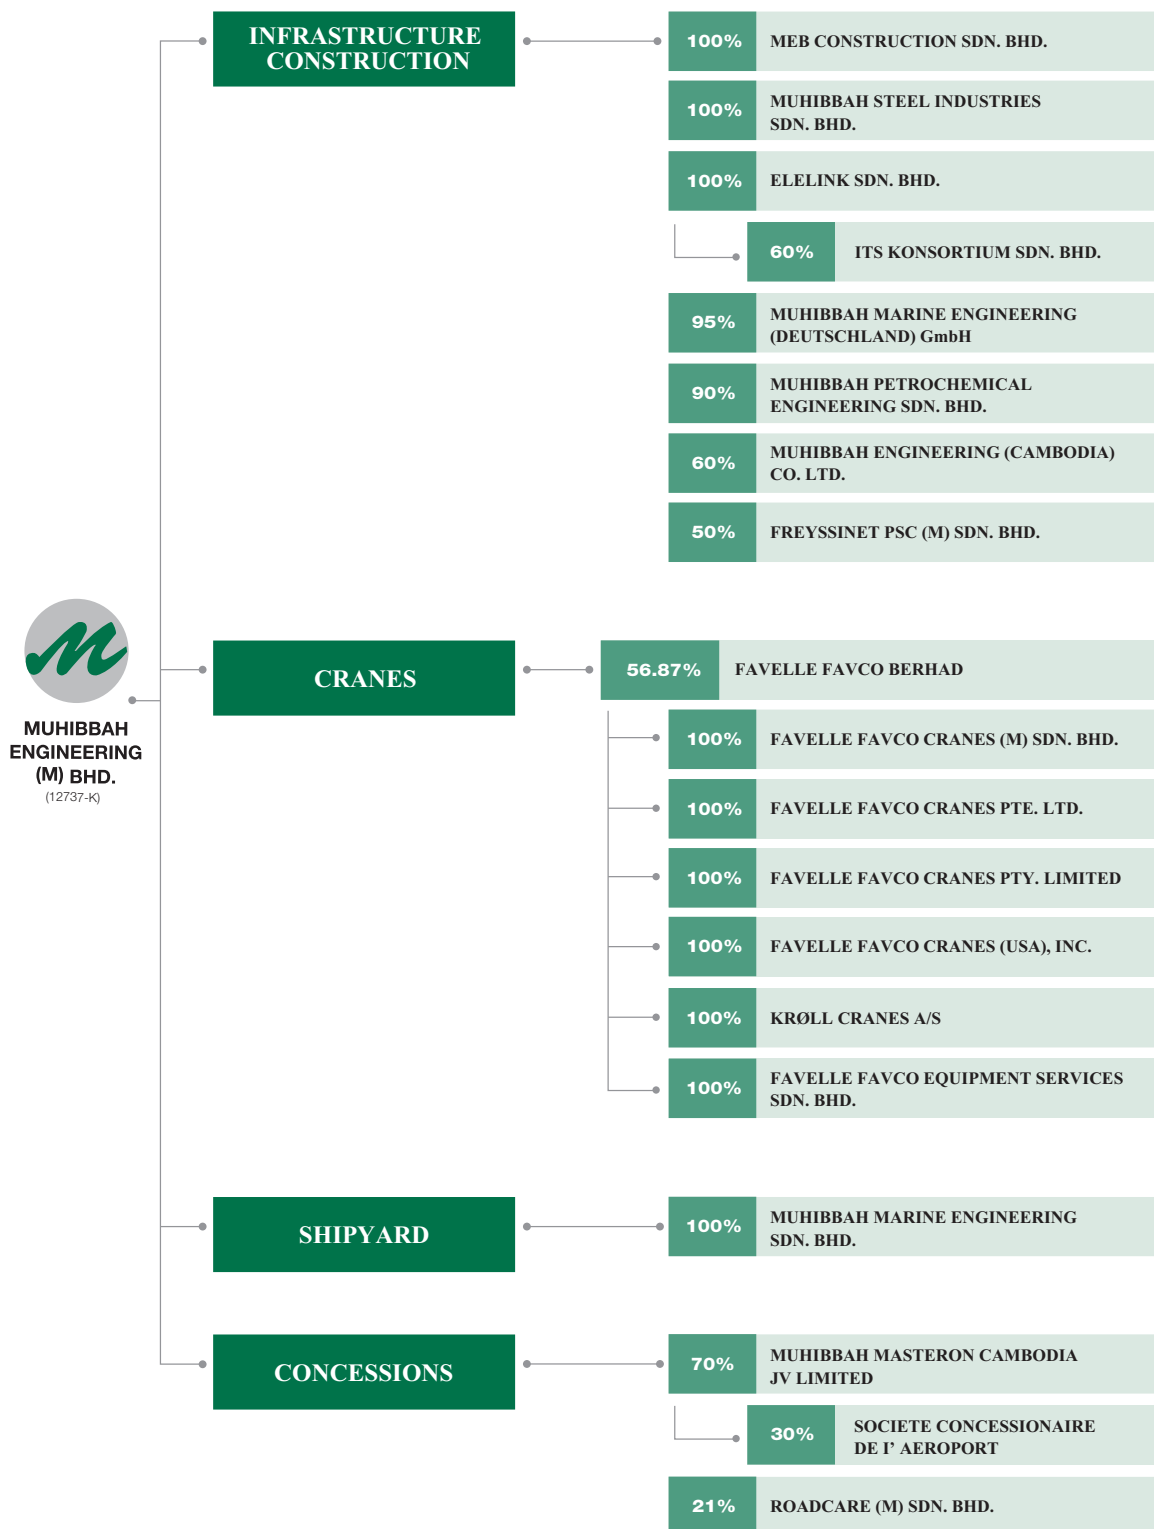 INFRASTRUCTURE
CONSTRUCTION
100% MEB CONSTRUCTION SDN. BHD.
100% MUHIBBAH STEEL INDUSTRIES
SDN. BHD.
100% ELELINK SDN. BHD.
60% ITS KONSORTIUM SDN. BHD.
95% MUHIBBAH MARINE ENGINEERING
(DEUTSCHLAND) GmbH
90% MUHIBBAH PETROCHEMICAL
ENGINEERING SDN. BHD.
60% MUHIBBAH ENGINEERING (CAMBODIA)
CO. LTD.
50% FREYSSINET PSC (M) SDN. BHD.
M
MUHIBBAH
ENGINEERING
(M) BHD.
(12737-K)
CRANES
56.87% FAVELLE FAVCO BERHAD
100% FAVELLE FAVCO CRANES (M) SDN. BHD.
100% FAVELLE FAVCO CRANES PTE. LTD.
100% FAVELLE FAVCO CRANES PTY. LIMITED
100% FAVELLE FAVCO CRANES (USA), INC.
100% KRØLL CRANES A/S
100% FAVELLE FAVCO EQUIPMENT SERVICES
SDN. BHD.
SHIPYARD
100% MUHIBBAH MARINE ENGINEERING
SDN. BHD.
CONCESSIONS
70% MUHIBBAH MASTERON CAMBODIA
JV LIMITED
30% SOCIETE CONCESSIONAIRE
DE I' AEROPORT
21% ROADCARE (M) SDN. BHD.